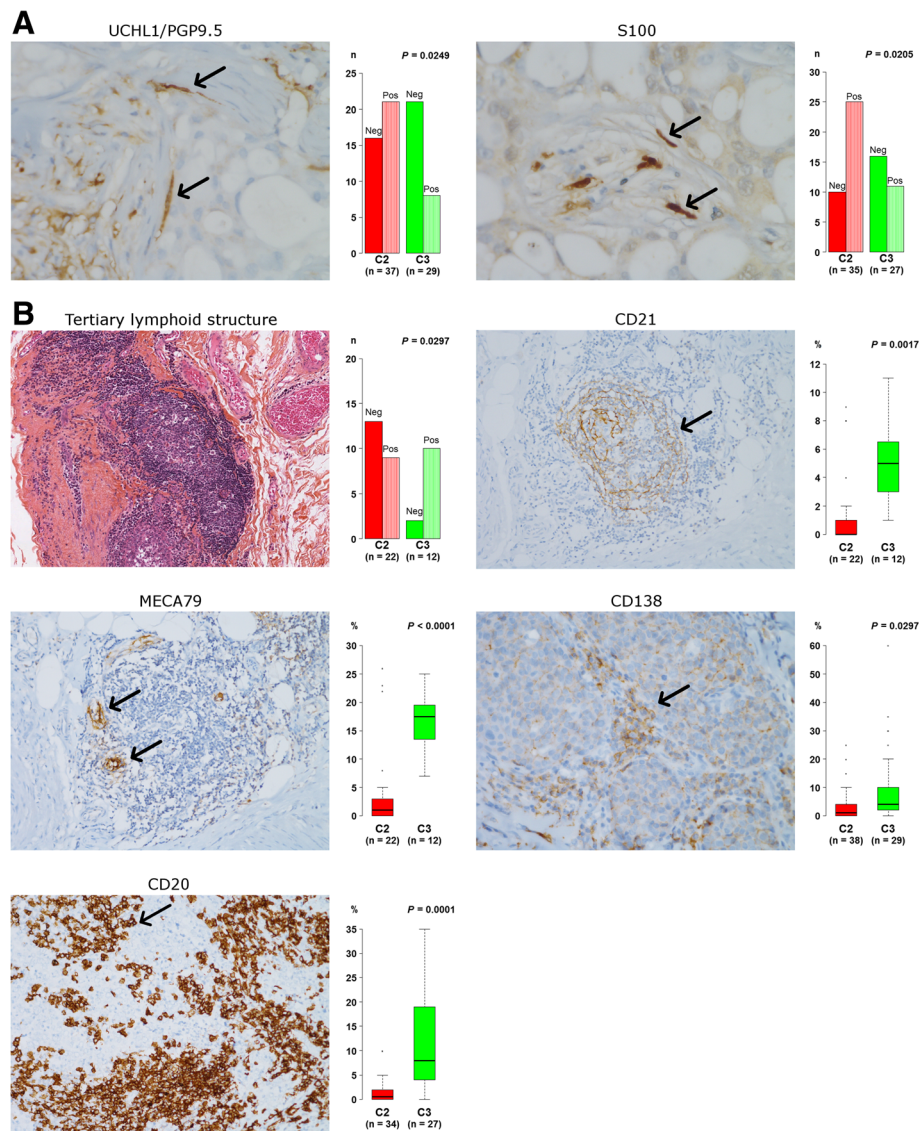 A
UCHL1/PGP9.5
n P = 0.0249
25
20
15
10
5
0
Neg Pos Neg Pos
C2 C3
(n = 37) (n = 29)
S100
n P = 0.0205
30
25
20
15
10
5
0
Neg Pos Neg Pos
C2 C3
(n = 35) (n = 27)
B
Tertiary lymphoid structure
n P = 0.0297
20
15
10
5
0
Neg Pos Neg Pos
C2 C3
(n = 22) (n = 12)
CD21
% P = 0.0017
12
10
8
6
4
2
0
C2 C3
(n = 22) (n = 12)
MECA79
% P < 0.0001
30
25
20
15
10
5
0
C2 C3
(n = 22) (n = 12)
CD138
% P = 0.0297
60
50
40
30
20
10
0
C2 C3
(n = 38) (n = 29)
CD20
% P = 0.0001
35
30
25
20
15
10
5
0
C2 C3
(n = 34) (n = 27)